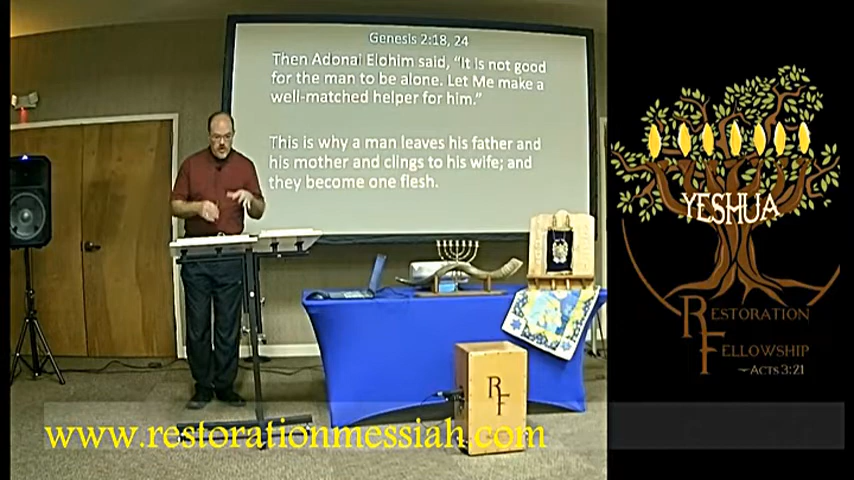 Genesis 2:18, 24
Then Adonai Elohim said, "It is not good
for the man to be alone. Let Me make a
well-matched helper for him."
This is why a man leaves his father and
his mother and clings to his wife; and
they become one flesh.
YESHUA
RESTORATION
FELLOWSHIP
~ACTS 3:21
RF
www.restorationmessiah.com